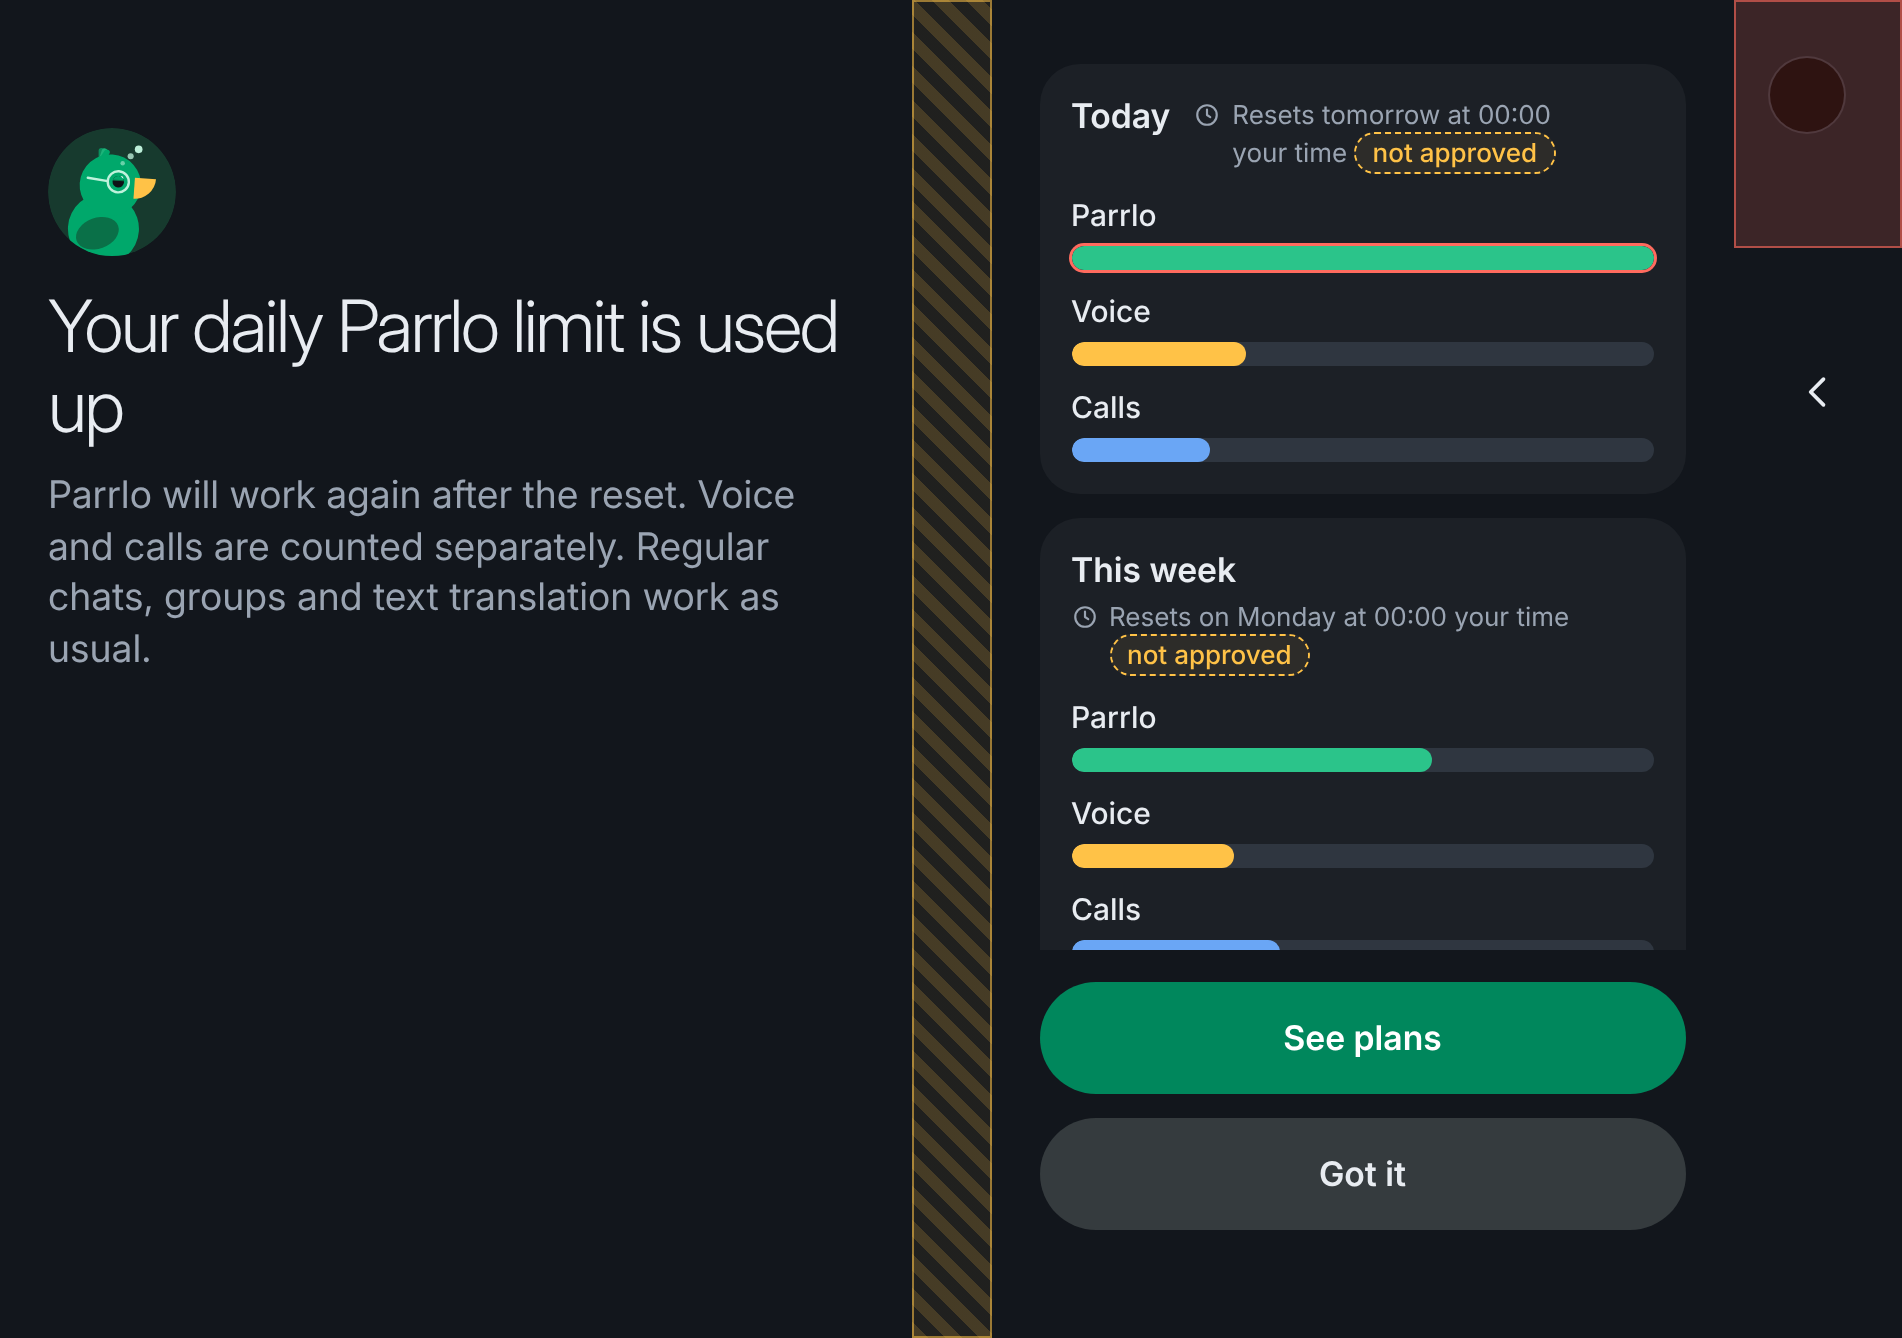 Your daily Parrlo limit is used
up
Parrlo will work again after the reset. Voice
and calls are counted separately. Regular
chats, groups and text translation work as
usual.
Today
Resets tomorrow at 00:00
your time not approved
Parrlo
Voice
Calls
This week
Resets on Monday at 00:00 your time
not approved
Parrlo
Voice
Calls
See plans
Got it